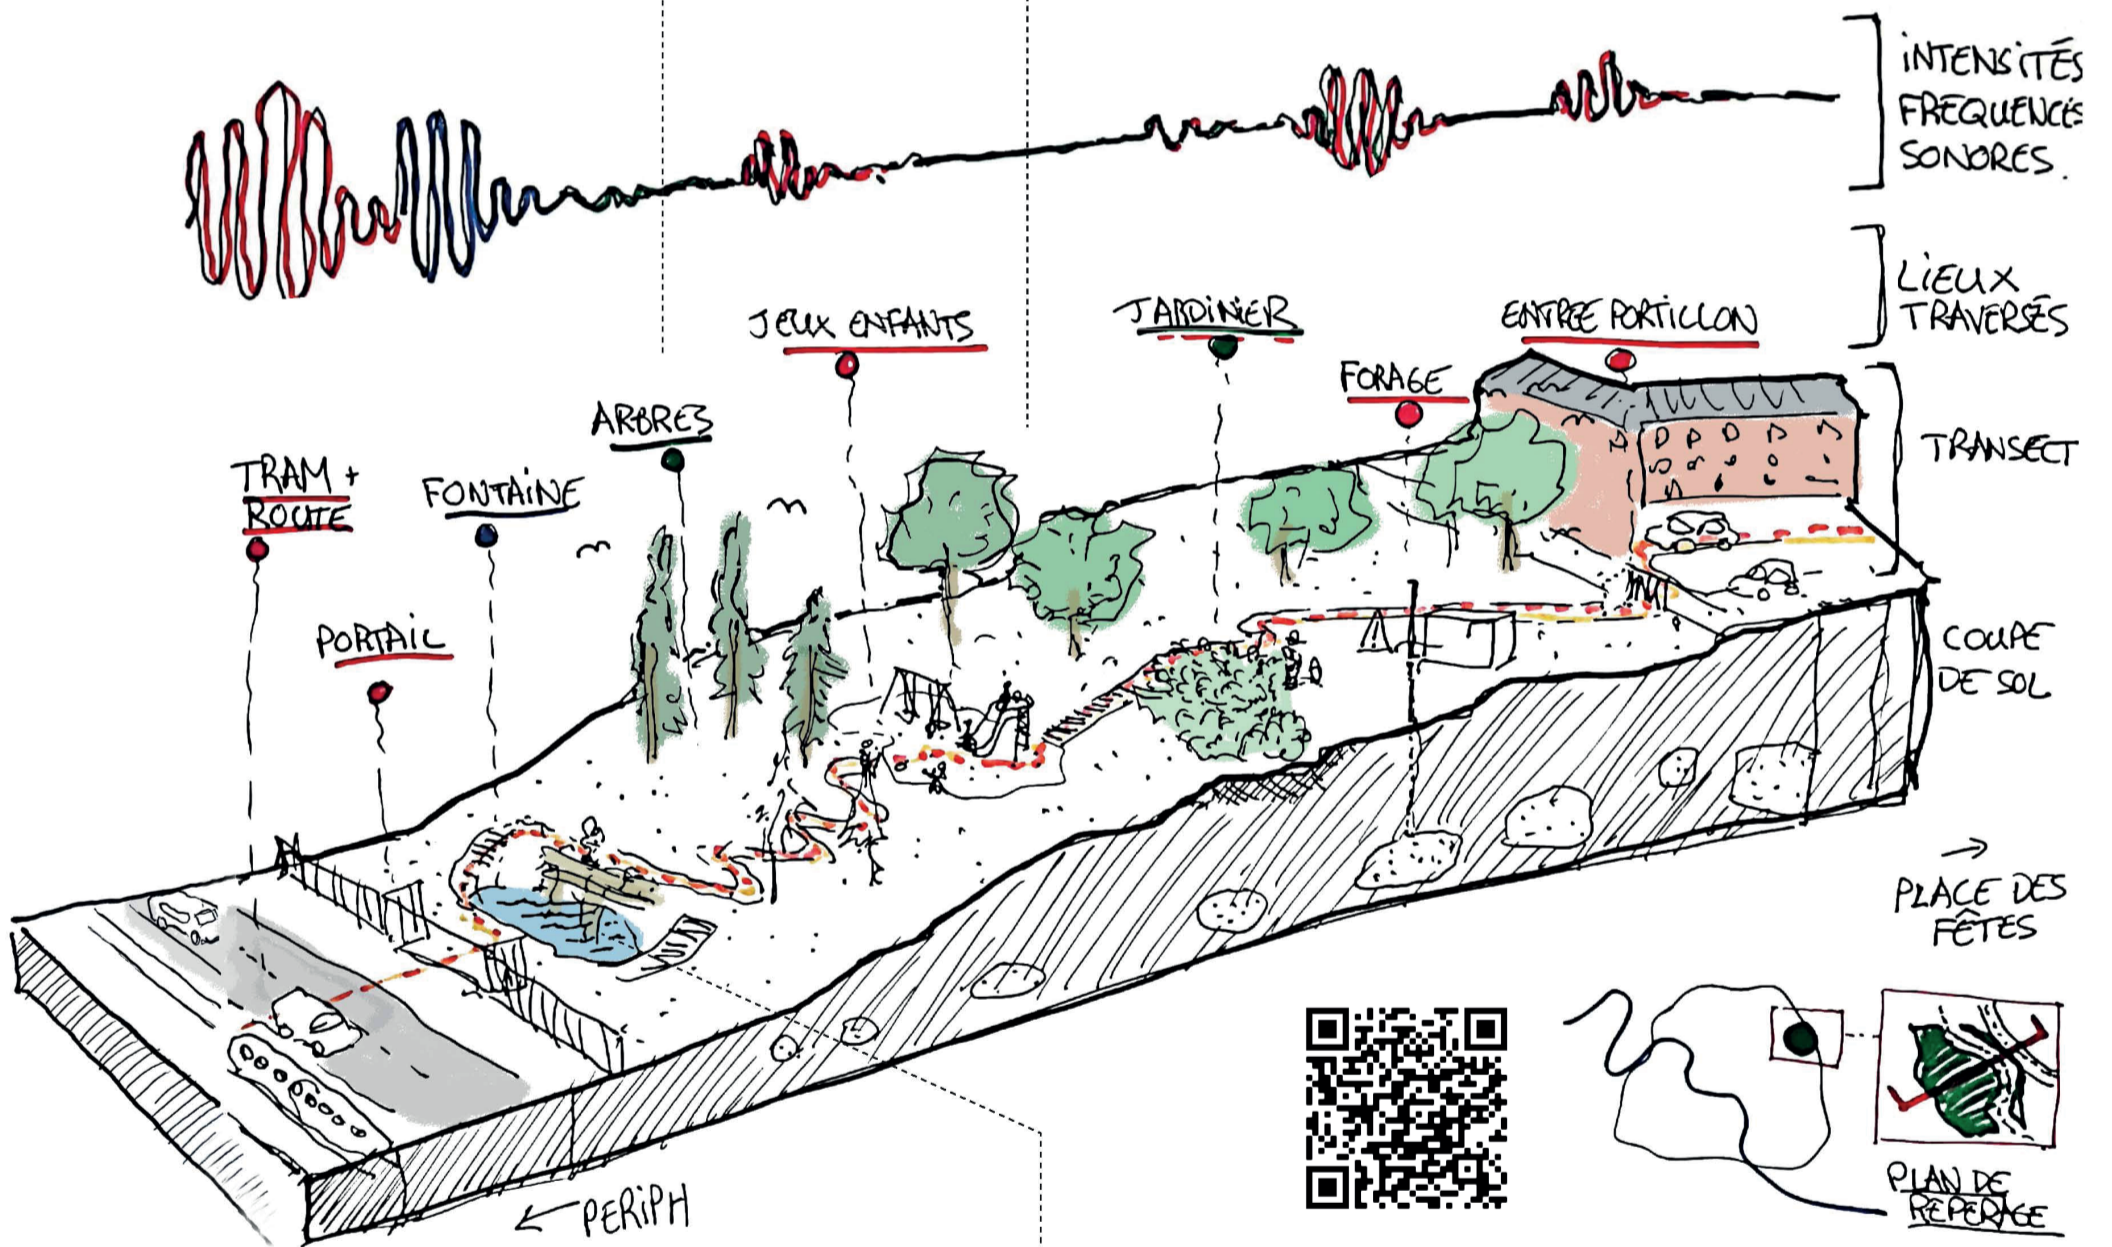 INTENSITÉS
FREQUENCES
SONORES.
LIEUX
TRAVERSÉS
JEUX ENFANTS
JARDINIER
ENTREE PORTILLON
FORAGE
ARBRES
TRANSECT
TRAM +
ROUTE
FONTAINE
PORTAIL
COUPE
DE SOL
→
PLACE DES
FÊTES
← PERIPH
PLAN DE
REPERAGE